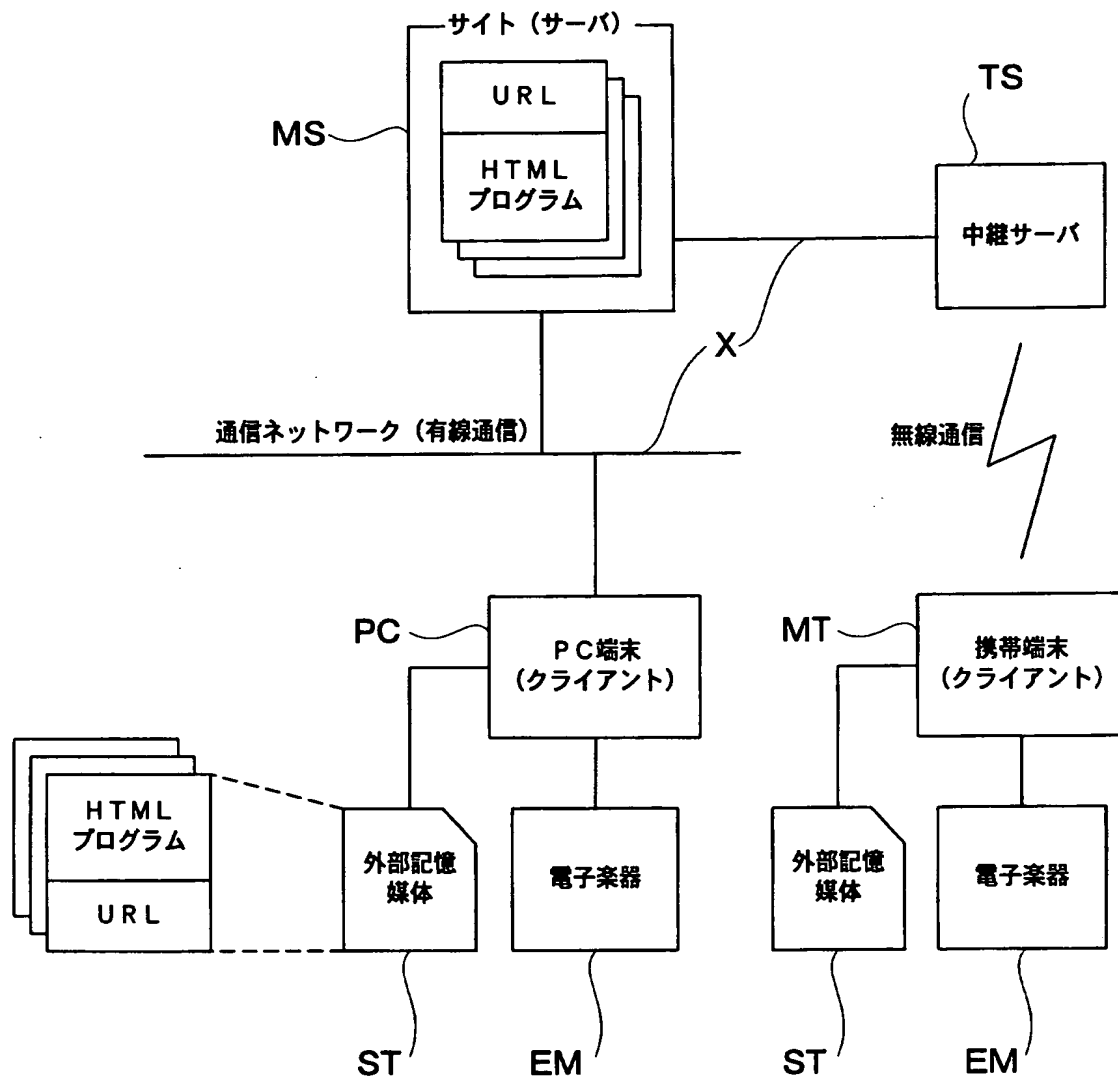 サイト（サーバ）
ＵＲＬ
ＨＴＭＬ
プログラム
MS
TS
中継サーバ
X
通信ネットワーク（有線通信）
無線通信
PC
ＰＣ端末
（クライアント）
MT
携帯端末
（クライアント）
ＨＴＭＬ
プログラム
ＵＲＬ
外部記憶
媒体
電子楽器
外部記憶
媒体
電子楽器
ST
EM
ST
EM